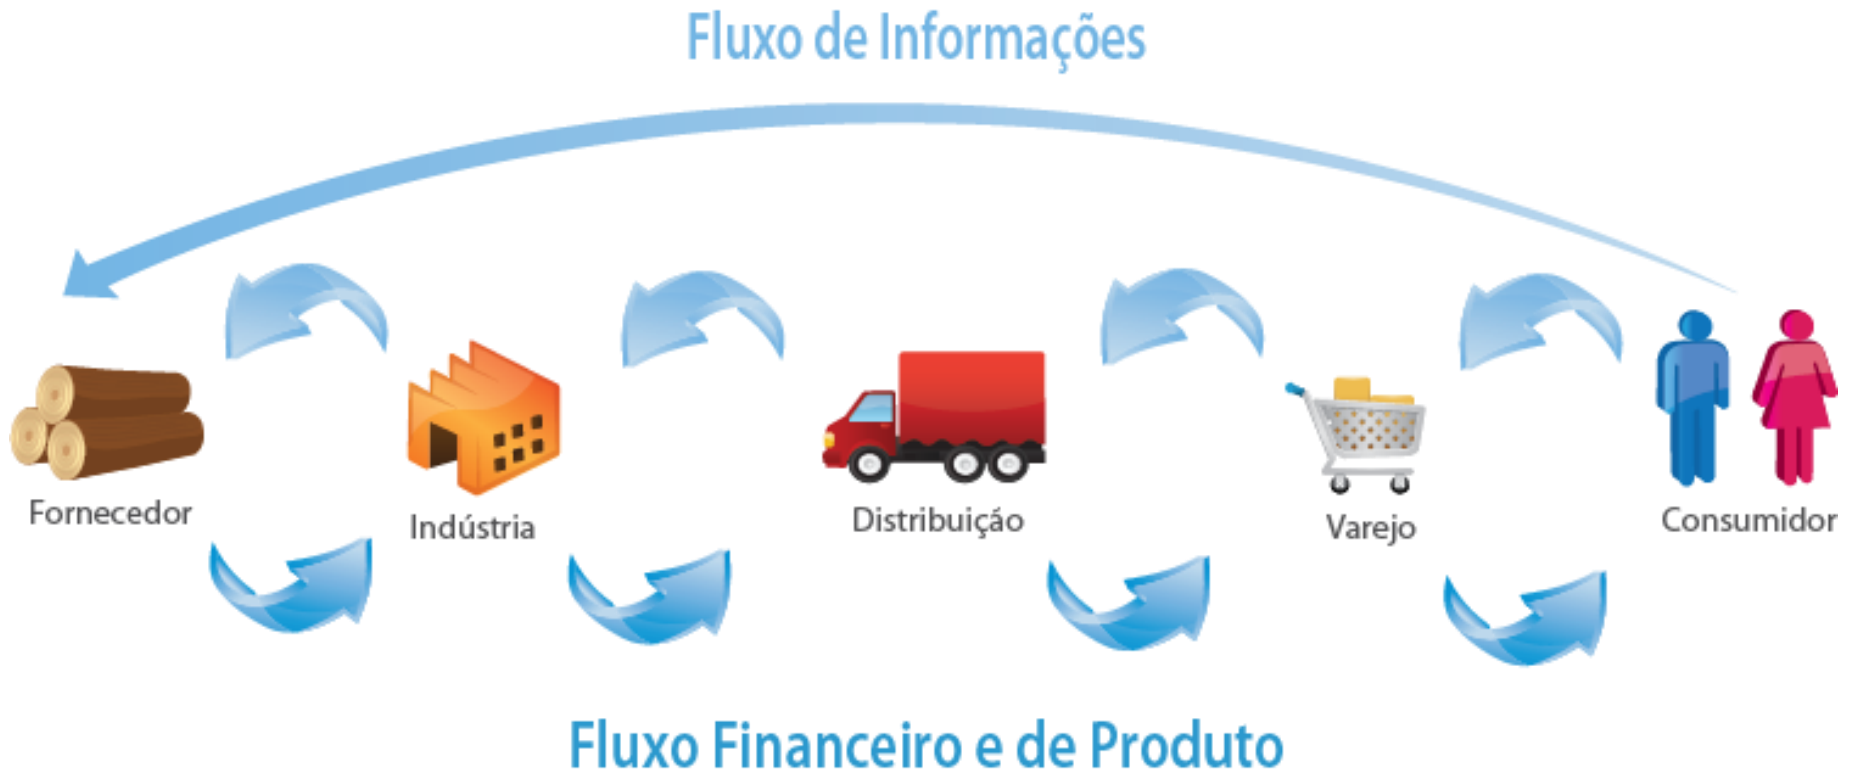 Fluxo de Informações
Fornecedor
Indústria
Distribuição
Varejo
Consumidor
Fluxo Financeiro e de Produto